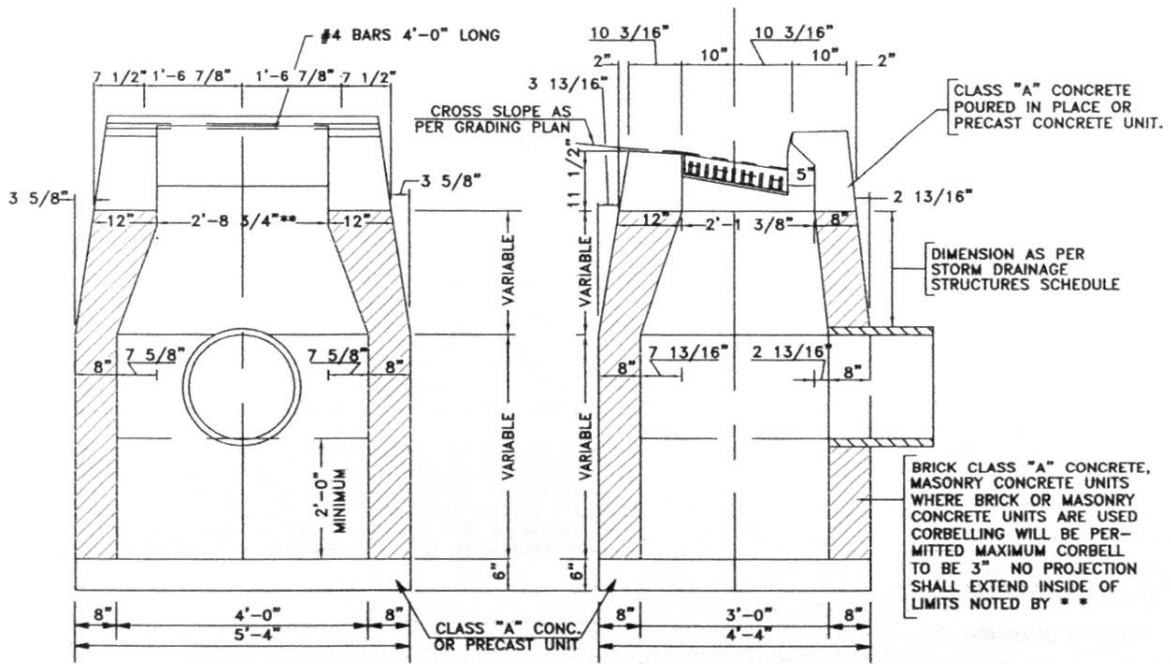 #4 BARS 4'-0" LONG
7 1/2" 1'-6 7/8" 1'-6 7/8" 7 1/2"
10 3/16" 10 3/16"
2" 10" 10" 2"
3 13/16"
CROSS SLOPE AS
PER GRADING PLAN
CLASS "A" CONCRETE
POURED IN PLACE OR
PRECAST CONCRETE UNIT.
11 1/2"
5"
3 5/8"
3 5/8"
2 13/16"
12" 2'-8 3/4"** 12"
12" 2'-1 3/8" 8"
VARIABLE
VARIABLE
DIMENSION AS PER
STORM DRAINAGE
STRUCTURES SCHEDULE
8" 7 5/8" 7 5/8" 8"
8" 7 13/16" 2 13/16" 8"
VARIABLE
VARIABLE
2'-0"
MINIMUM
BRICK CLASS "A" CONCRETE,
MASONRY CONCRETE UNITS
WHERE BRICK OR MASONRY
CONCRETE UNITS ARE USED
CORBELLING WILL BE PER-
MITTED MAXIMUM CORBELL
TO BE 3" NO PROJECTION
SHALL EXTEND INSIDE OF
LIMITS NOTED BY * *
6"
6"
8" 4'-0" 8"
5'-4"
CLASS "A" CONC.
OR PRECAST UNIT
8" 3'-0" 8"
4'-4"